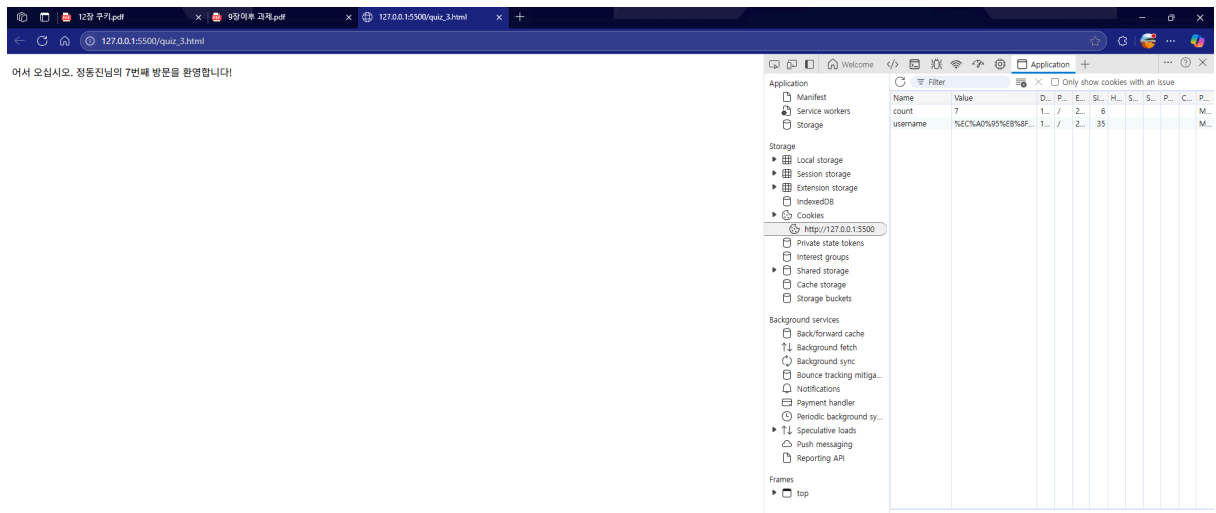 12장 쿠키.pdf
9장이후 과제.pdf
127.0.0.1:5500/quiz_3.html
127.0.0.1:5500/quiz_3.html
어서 오십시오. 정동진님의 7번째 방문을 환영합니다!
Welcome
Application
Application
Manifest
Service workers
Storage
Storage
Local storage
Session storage
Extension storage
IndexedDB
Cookies
http://127.0.0.1:5500
Private state tokens
Interest groups
Shared storage
Cache storage
Storage buckets
Background services
Back/forward cache
Background fetch
Background sync
Bounce tracking mitiga...
Notifications
Payment handler
Periodic background sy...
Speculative loads
Push messaging
Reporting API
Frames
top
Filter
Only show cookies with an issue
Name Value D... P... E... Si... H... S... S... P... C... P...
count 7 1... / 2... 6 M...
username %EC%A0%95%EB%8F... 1... / 2... 35 M...